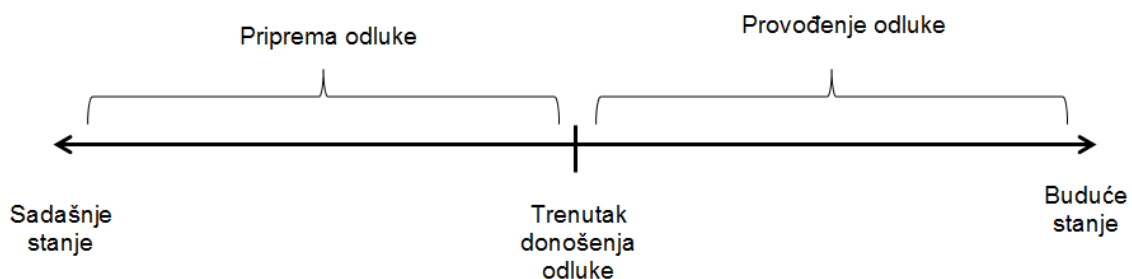 Priprema odluke
Provođenje odluke
Sadašnje
stanje
Trenutak
donošenja
odluke
Buduće
stanje